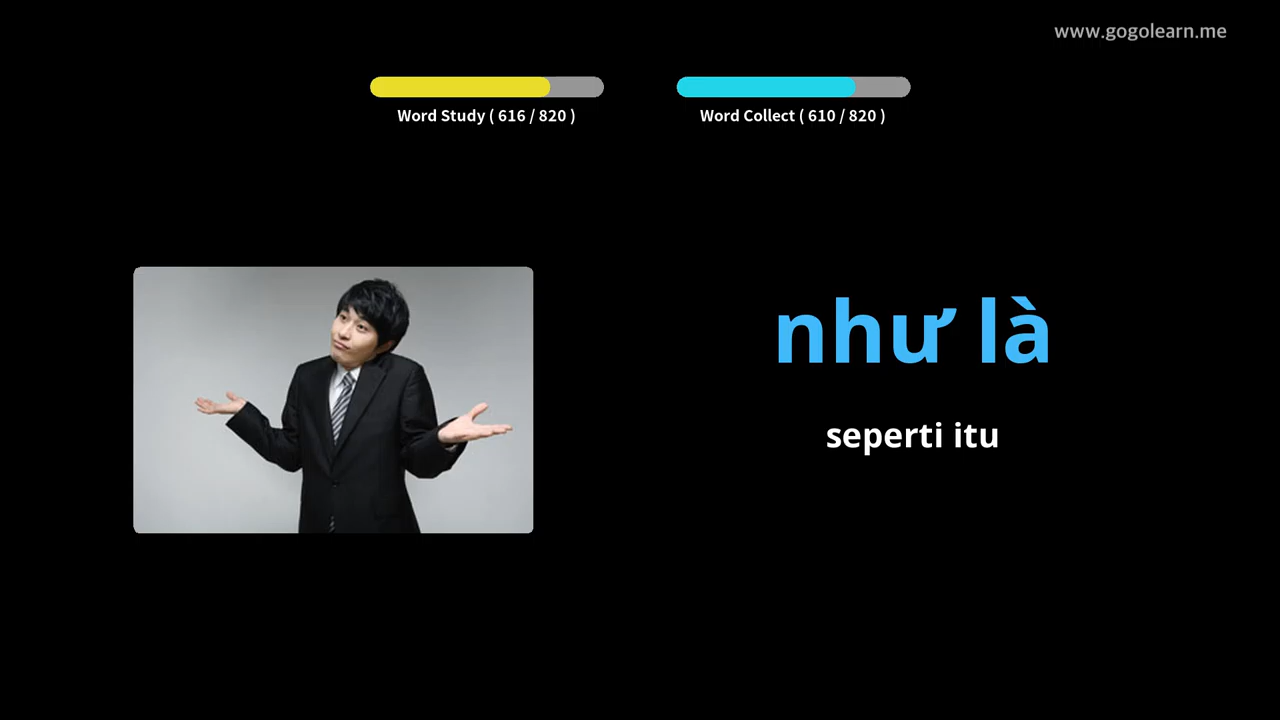 www.gogolearn.me
Word Study ( 616 / 820 )
Word Collect ( 610 / 820 )
như là
seperti itu